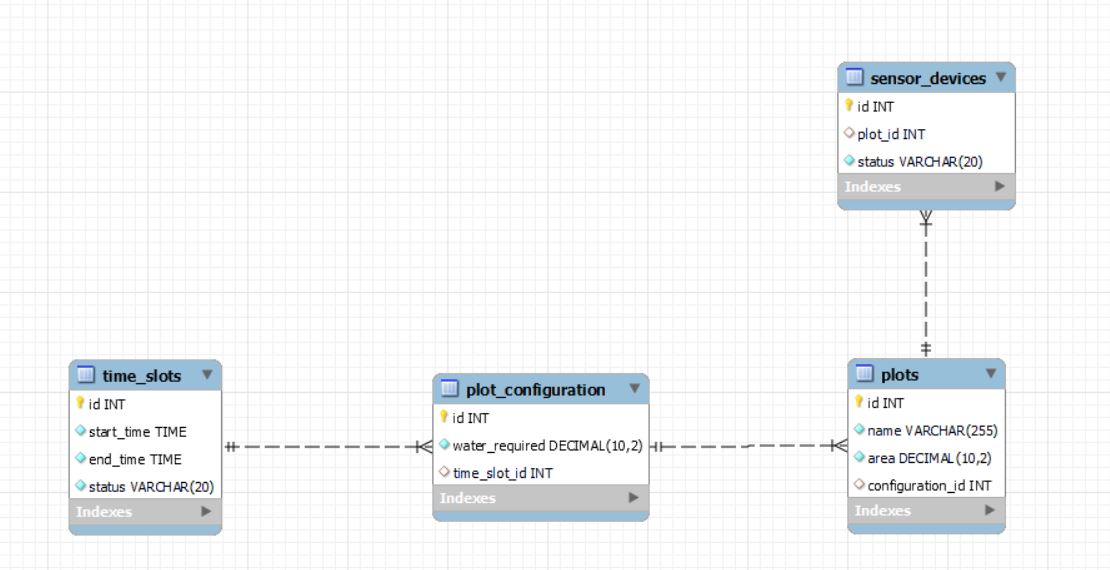 sensor_devices
id INT
plot_id INT
status VARCHAR(20)
Indexes
time_slots
id INT
start_time TIME
end_time TIME
status VARCHAR(20)
Indexes
plot_configuration
id INT
water_required DECIMAL(10,2)
time_slot_id INT
Indexes
plots
id INT
name VARCHAR(255)
area DECIMAL(10,2)
configuration_id INT
Indexes